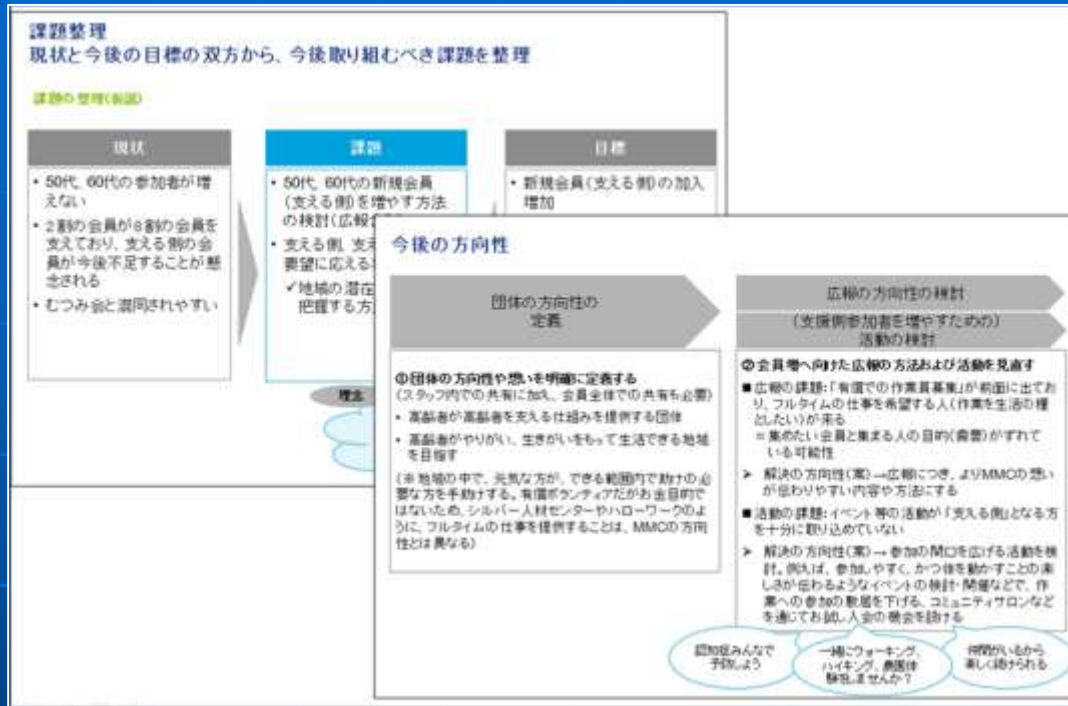 課題整理
現状と今後の目標の双方から、今後取り組むべき課題を整理
課題の整理(仮説)
現状
• 50代、60代の参加者が増
えない
• 2割の会員が8割の会員を
支えており、支える側の会
員が今後不足することが懸
念される
• むつみ会と混同されやすい
課題
• 50代、60代の新規会員
(支える側)を増やす方法
の検討(広報
• 支える側、支え
要望に応える
✓地域の潜在
把握する方
目標
• 新規会員(支える側)の加入
増加
理念
今後の方向性
団体の方向性の
定義
①団体の方向性や想いを明確に定義する
(スタッフ内での共有に加え、会員全体での共有も必要)
• 高齢者が高齢者を支える仕組みを提供する団体
• 高齢者がやりがい、生きがいをもって生活できる地域
を目指す
(※地域の中で、元気な方が、できる範囲内で助けの必
要な方を手助けする。有償ボランティアだがお金目的で
はないため、シルバー人材センターやハローワークのよ
うに、フルタイムの仕事を提供することは、MMCの方向
性とは異なる)
広報の方向性の検討
(支援側参加者を増やすための)
活動の検討
②会員増へ向けた広報の方法および活動を見直す
■広報の課題:「有償での作業員募集」が前面に出てお
り、フルタイムの仕事を希望する人(作業を生活の糧
としたい)が来る
=集めたい会員と集まる人の目的(需要)がずれて
いる可能性
➢ 解決の方向性(案)→広報につき、よりMMCの想い
が伝わりやすい内容や方法にする
■活動の課題:イベント等の活動が「支える側」となる方
を十分に取り込めていない
➢ 解決の方向性(案)→参加の間口を広げる活動を検
討。例えば、参加しやすく、かつ体を動かすことの楽
しさが伝わるようなイベントの検討・開催などで、作
業への参加の敷居を下げる、コミュニティサロンなど
を通じてお試し入会の機会を設ける
認知症みんなで
予防しよう
一緒にウォーキング、
ハイキング、農園体
験をしませんか?
仲間がいるから
楽しく続けられる